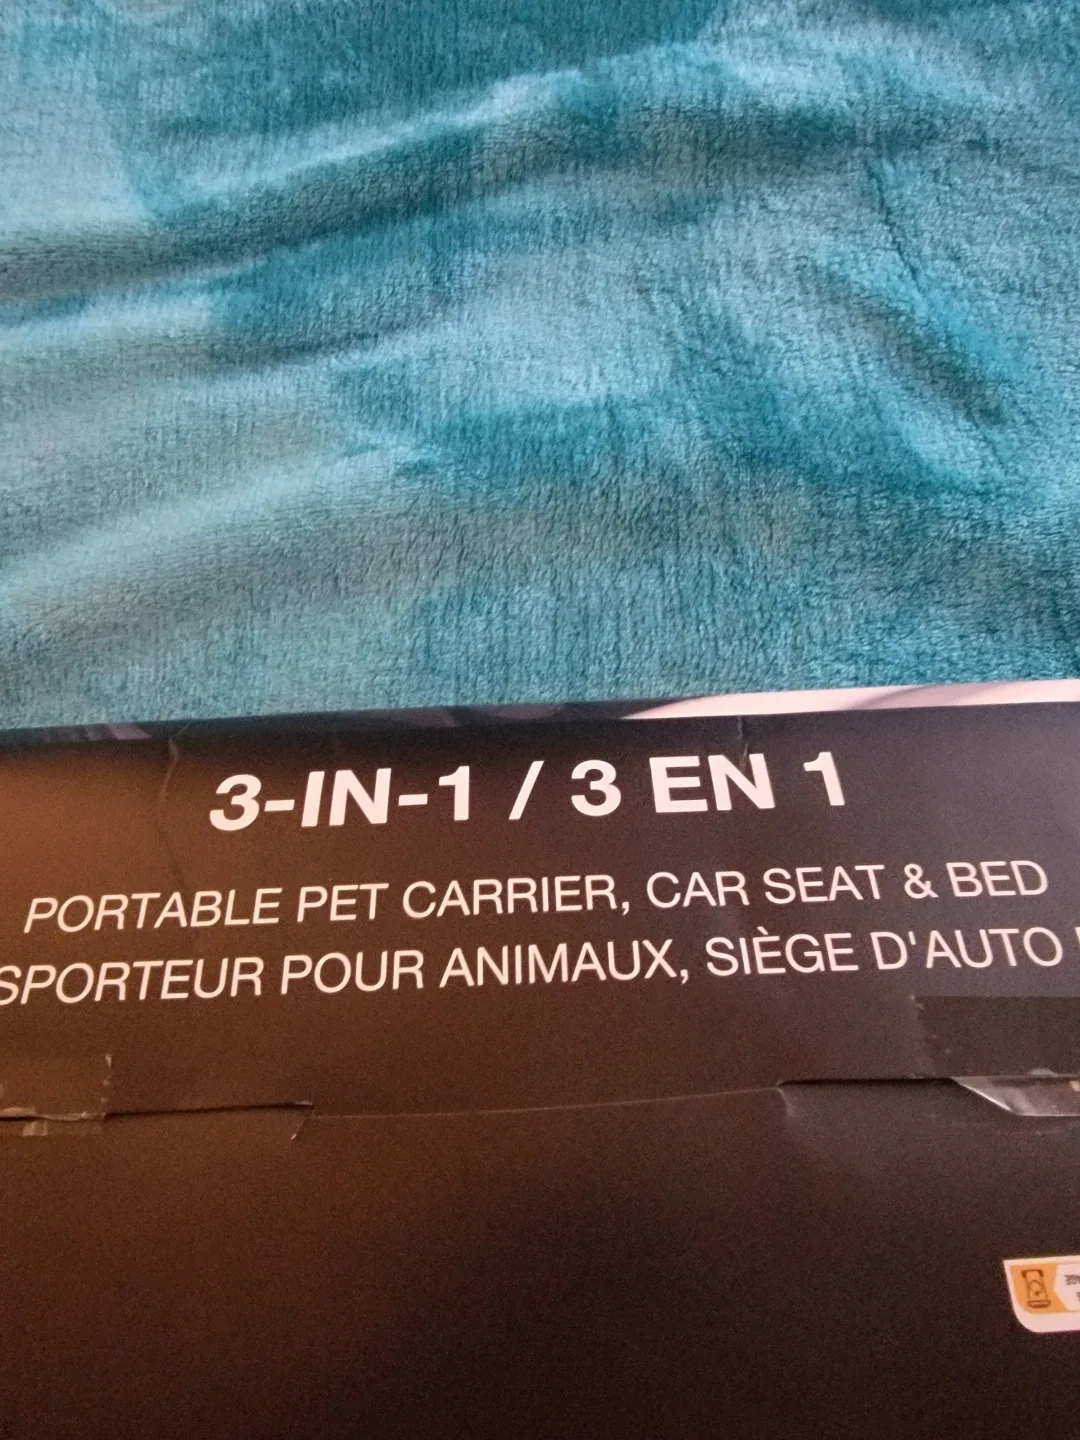 3-IN-1 / 3 EN 1
PORTABLE PET CARRIER, CAR SEAT & BED
SPORTEUR POUR ANIMAUX, SIÈGE D'AUTO